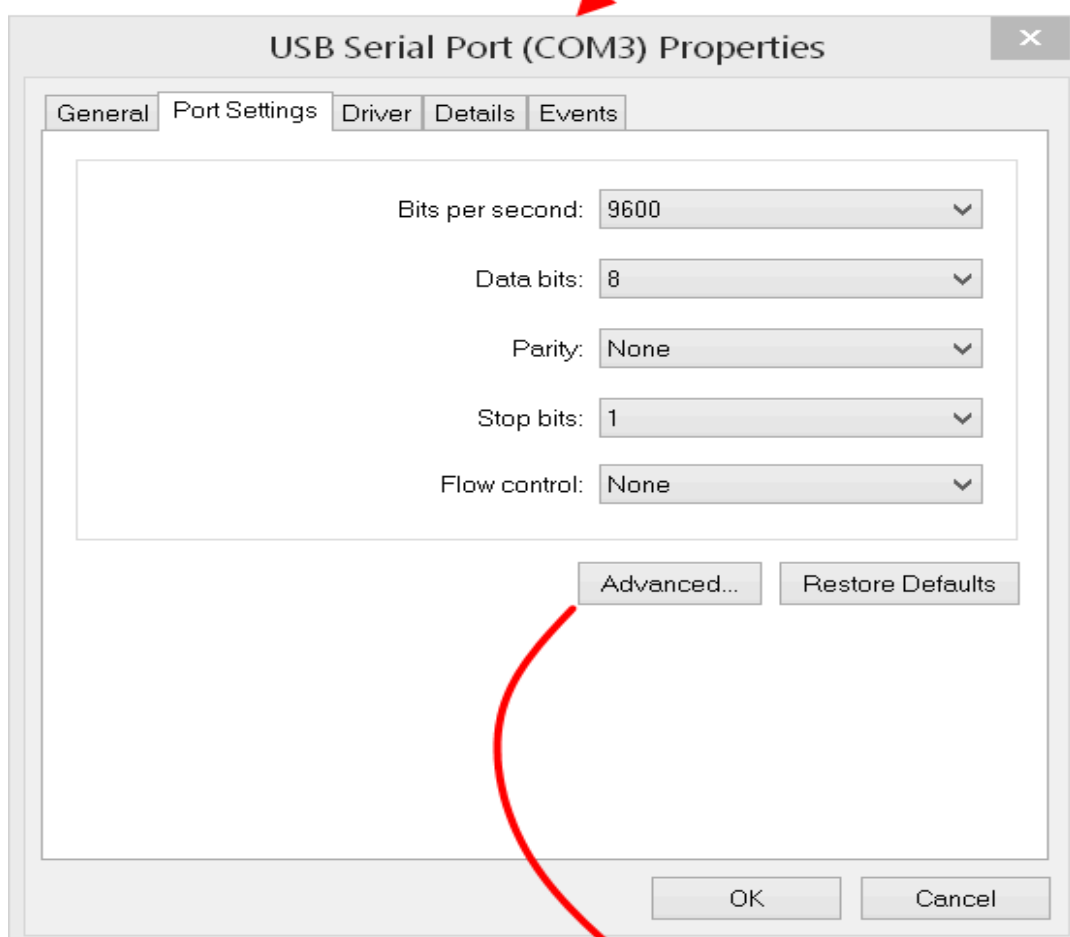 USB Serial Port (COM3) Properties
General Port Settings Driver Details Events
Bits per second: 9600
Data bits: 8
Parity: None
Stop bits: 1
Flow control: None
Advanced... Restore Defaults
OK Cancel